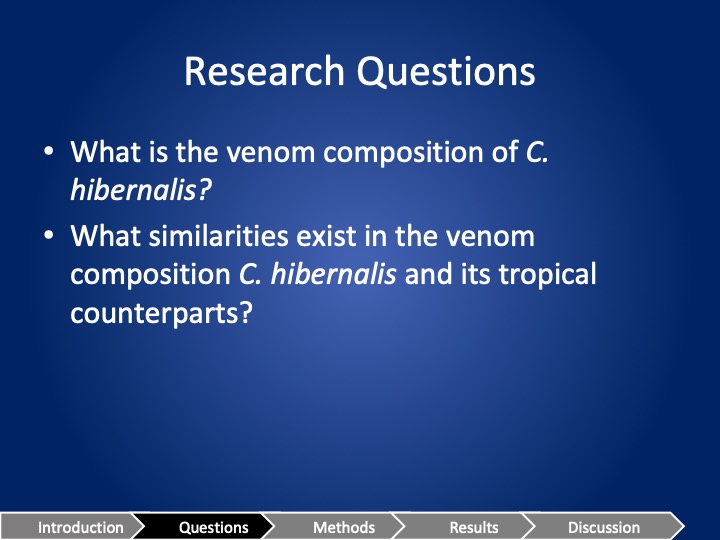 Research Questions
• What is the venom composition of C.
hibernalis?
• What similarities exist in the venom
composition C. hibernalis and its tropical
counterparts?
Introduction
Questions
Methods
Results
Discussion